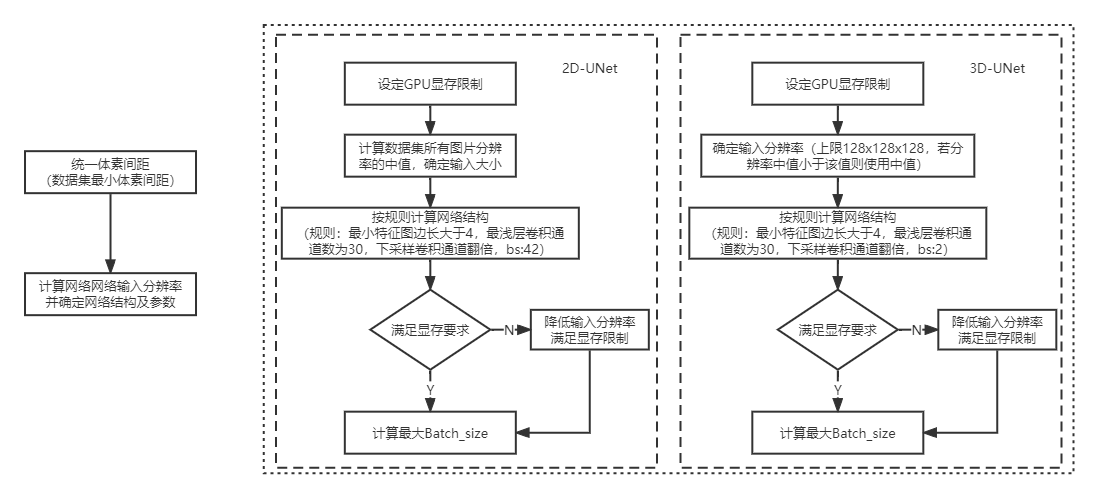 统一体素间距
（数据集最小体素间距）
计算网络网络输入分辨率
并确定网络结构及参数
2D-UNet
设定GPU显存限制
计算数据集所有图片分辨
率的中值，确定输入大小
按规则计算网络结构
（规则：最小特征图边长大于4，最浅层卷积通
道数为30，下采样卷积通道翻倍，bs:42）
满足显存要求
N
降低输入分辨率
满足显存限制
Y
计算最大Batch_size
3D-UNet
设定GPU显存限制
确定输入分辨率（上限128x128x128，若分
辨率中值小于该值则使用中值）
按规则计算网络结构
（规则：最小特征图边长大于4，最浅层卷积通
道数为30，下采样卷积通道翻倍，bs:2）
满足显存要求
N
降低输入分辨率
满足显存限制
Y
计算最大Batch_size